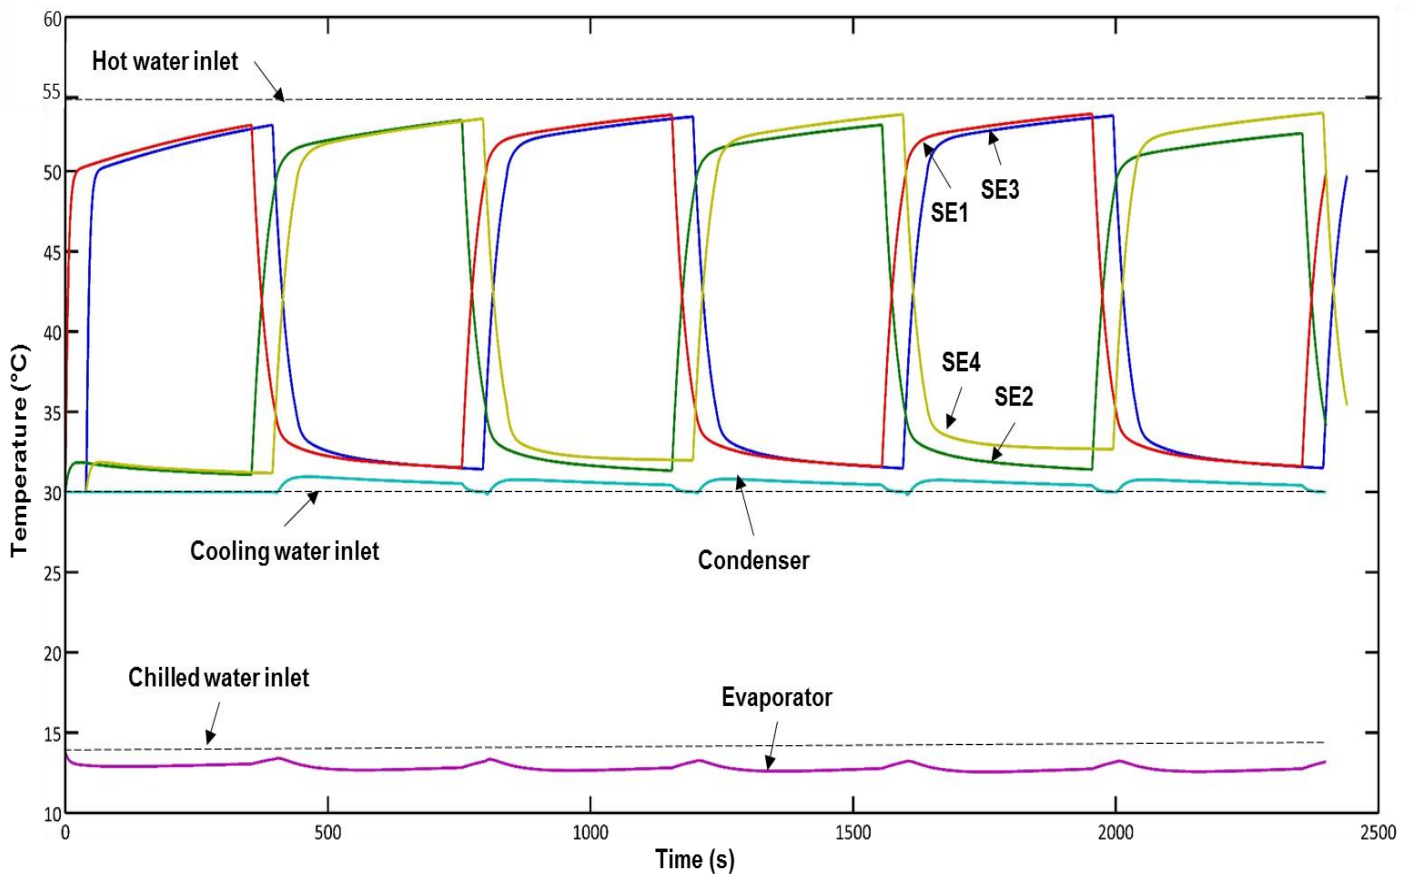 60
Hot water inlet
55
50
SE3
SE1
45
40
SE4
SE2
35
30
Cooling water inlet
Condenser
25
20
Chilled water inlet
Evaporator
15
10
Temperature (°C)
0
500
1000
1500
2000
2500
Time (s)